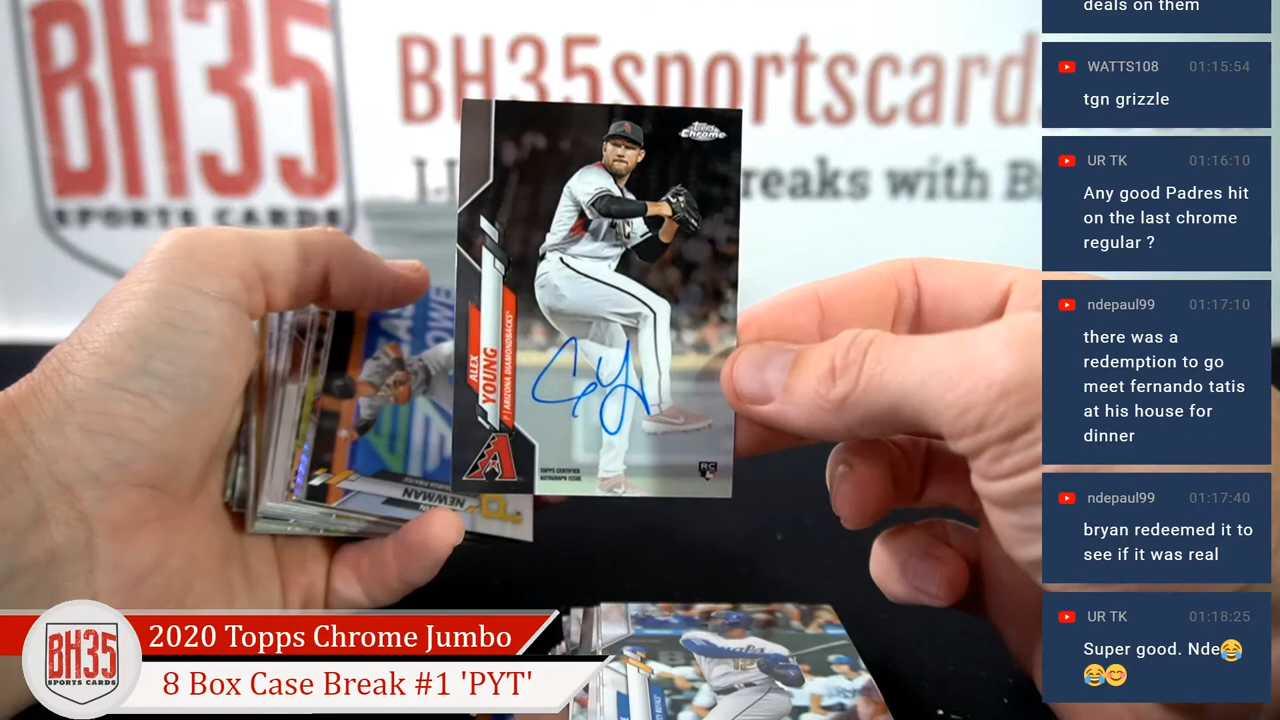 BH35
SPORTS CARDS
BH35sportscards
reaks with B
Topps
Chrome
ALEX
YOUNG
ARIZONA DIAMONDBACKS
TOPPS CERTIFIED
AUTOGRAPH ISSUE
RC
NEWMAN
P
12
BH35
SPORTS CARDS
2020 Topps Chrome Jumbo
8 Box Case Break #1 'PYT'
deals on them
WATTS108 01:15:54
tgn grizzle
UR TK 01:16:10
Any good Padres hit
on the last chrome
regular ?
ndepaul99 01:17:10
there was a
redemption to go
meet fernando tatis
at his house for
dinner
ndepaul99 01:17:40
bryan redeemed it to
see if it was real
UR TK 01:18:25
Super good. Nde😂
😂😊